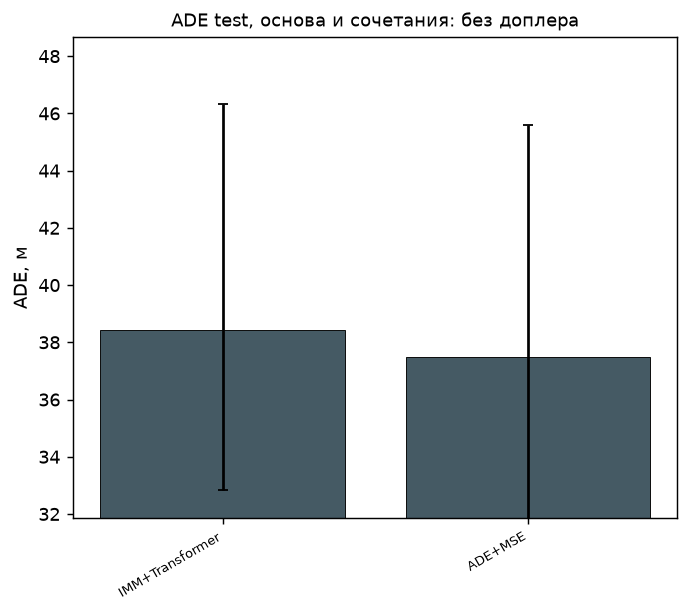 ADE test, основа и сочетания: без доплера
48
46
44
42
40
38
36
34
32
ADE, м
IMM+Transformer
ADE+MSE